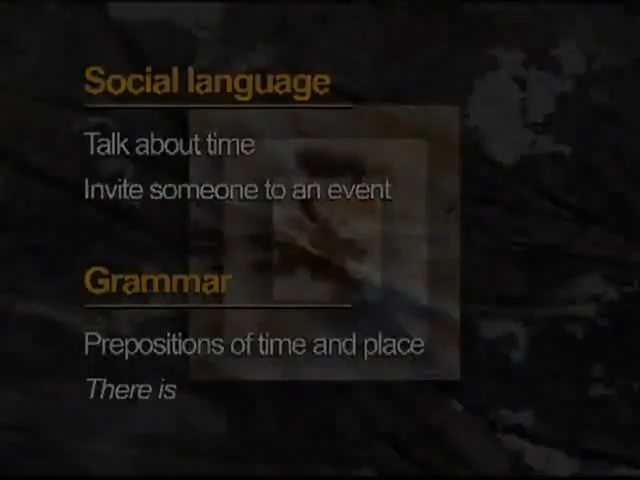 Social language
Talk about time
Invite someone to an event
Grammar
Prepositions of time and place
There is